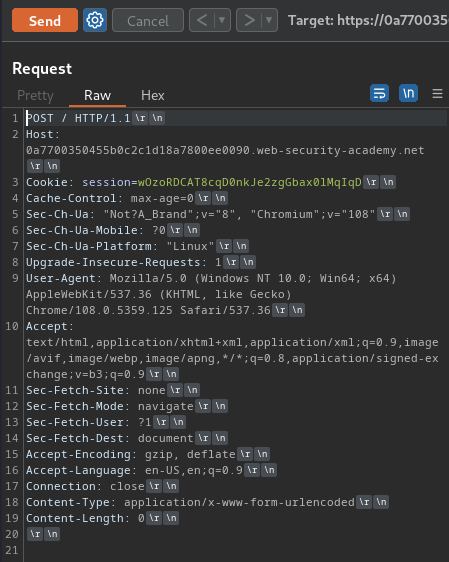 Send Cancel < > Target: https://0a770035
Request
Pretty Raw Hex \n
1 POST / HTTP/1.1 \r \n
2 Host:
0a7700350455b0c2c1d18a7800ee0090.web-security-academy.net
\r \n
3 Cookie: session=wOzoRDCAT8cqD0nkJe2zgGbax0lMqIqD \r \n
4 Cache-Control: max-age=0 \r \n
5 Sec-Ch-Ua: "Not?A_Brand";v="8", "Chromium";v="108" \r \n
6 Sec-Ch-Ua-Mobile: ?0 \r \n
7 Sec-Ch-Ua-Platform: "Linux" \r \n
8 Upgrade-Insecure-Requests: 1 \r \n
9 User-Agent: Mozilla/5.0 (Windows NT 10.0; Win64; x64)
AppleWebKit/537.36 (KHTML, like Gecko)
Chrome/108.0.5359.125 Safari/537.36 \r \n
10 Accept:
text/html,application/xhtml+xml,application/xml;q=0.9,image
/avif,image/webp,image/apng,*/*;q=0.8,application/signed-ex
change;v=b3;q=0.9 \r \n
11 Sec-Fetch-Site: none \r \n
12 Sec-Fetch-Mode: navigate \r \n
13 Sec-Fetch-User: ?1 \r \n
14 Sec-Fetch-Dest: document \r \n
15 Accept-Encoding: gzip, deflate \r \n
16 Accept-Language: en-US,en;q=0.9 \r \n
17 Connection: close \r \n
18 Content-Type: application/x-www-form-urlencoded \r \n
19 Content-Length: 0 \r \n
20 \r \n
21